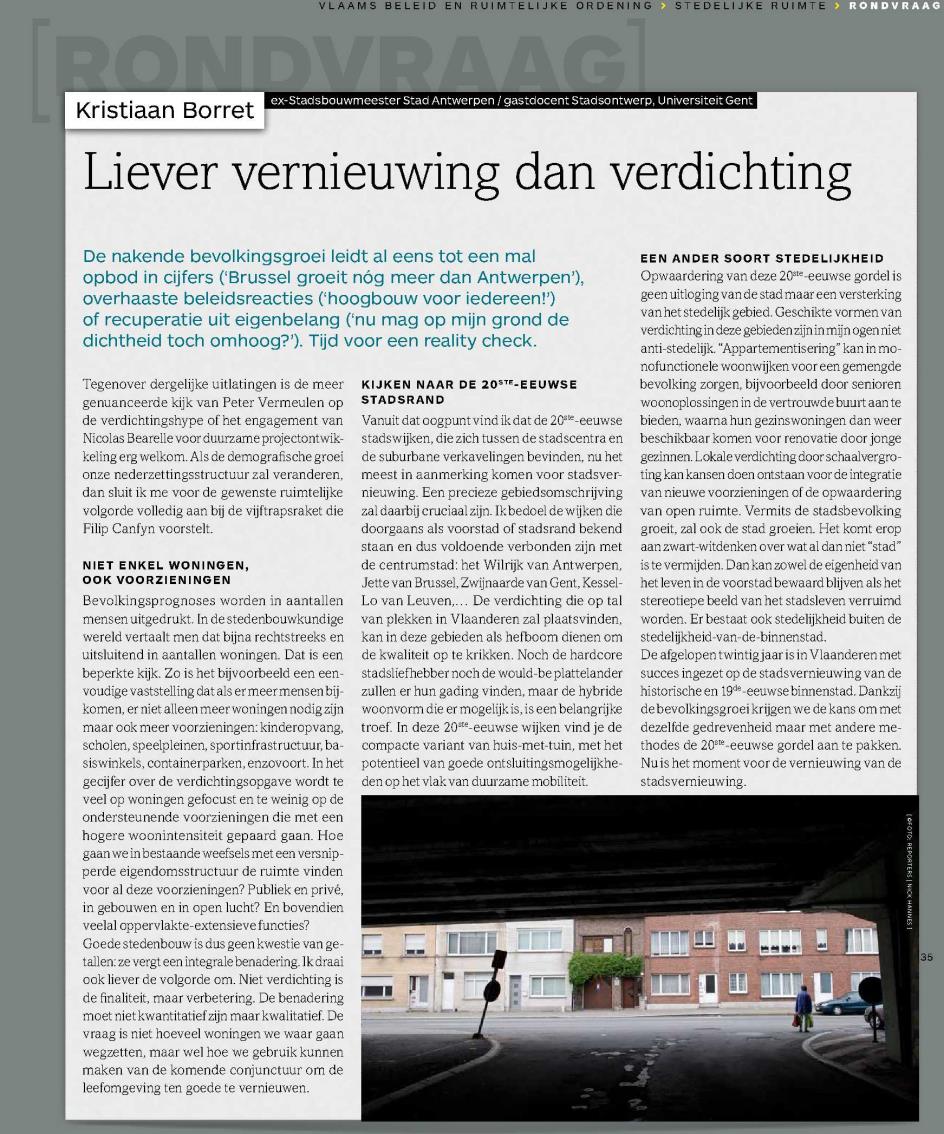 VLAAMS BELEID EN RUIMTELIJKE ORDENING > STEDELIJKE RUIMTE > RONDVRAAG
[RONDVRAAG]
Kristiaan Borret
ex-Stadsbouwmeester Stad Antwerpen / gastdocent Stadsontwerp, Universiteit Gent
Liever vernieuwing dan verdichting
De nakende bevolkingsgroei leidt al eens tot een mal
opbod in cijfers (‘Brussel groeit nóg meer dan Antwerpen’),
overhaaste beleidsreacties (‘hoogbouw voor iedereen!’)
of recuperatie uit eigenbelang (‘nu mag op mijn grond de
dichtheid toch omhoog?’). Tijd voor een reality check.
Tegenover dergelijke uitlatingen is de meer
genuanceerde kijk van Peter Vermeulen op
de verdichtingshype of het engagement van
Nicolas Bearelle voor duurzame projectontwik-
keling erg welkom. Als de demografische groei
onze nederzettingsstructuur zal veranderen,
dan sluit ik me voor de gewenste ruimtelijke
volgorde volledig aan bij de vijftrapsraket die
Filip Canfyn voorstelt.
NIET ENKEL WONINGEN,
OOK VOORZIENINGEN
Bevolkingsprognoses worden in aantallen
mensen uitgedrukt. In de stedenbouwkundige
wereld vertaalt men dat bijna rechtstreeks en
uitsluitend in aantallen woningen. Dat is een
beperkte kijk. Zo is het bijvoorbeeld een een-
voudige vaststelling dat als er meer mensen bij-
komen, er niet alleen meer woningen nodig zijn
maar ook meer voorzieningen: kinderopvang,
scholen, speelpleinen, sportinfrastructuur, ba-
siswinkels, containerparken, enzovoort. In het
gecijfer over de verdichtingsopgave wordt te
veel op woningen gefocust en te weinig op de
ondersteunende voorzieningen die met een
hogere woonintensiteit gepaard gaan. Hoe
gaan we in bestaande weefsels met een versnip-
perde eigendomsstructuur de ruimte vinden
voor al deze voorzieningen? Publiek en privé,
in gebouwen en in open lucht? En bovendien
veelal oppervlakte-extensieve functies?
Goede stedenbouw is dus geen kwestie van ge-
tallen: ze vergt een integrale benadering. Ik draai
ook liever de volgorde om. Niet verdichting is
de finaliteit, maar verbetering. De benadering
moet niet kwantitatief zijn maar kwalitatief. De
vraag is niet hoeveel woningen we waar gaan
wegzetten, maar wel hoe we gebruik kunnen
maken van de komende conjunctuur om de
leefomgeving ten goede te vernieuwen.
KIJKEN NAAR DE 20STE-EEUWSE
STADSRAND
Vanuit dat oogpunt vind ik dat de 20ste-eeuwse
stadswijken, die zich tussen de stadscentra en
de suburbane verkavelingen bevinden, nu het
meest in aanmerking komen voor stadsver-
nieuwing. Een precieze gebiedsomschrijving
zal daarbij cruciaal zijn. Ik bedoel de wijken die
doorgaans als voorstad of stadsrand bekend
staan en dus voldoende verbonden zijn met
de centrumstad: het Wilrijk van Antwerpen,
Jette van Brussel, Zwijnaarde van Gent, Kessel-
Lo van Leuven,… De verdichting die op tal
van plekken in Vlaanderen zal plaatsvinden,
kan in deze gebieden als hefboom dienen om
de kwaliteit op te krikken. Noch de hardcore
stadsliefhebber noch de would-be plattelander
zullen er hun gading vinden, maar de hybride
woonvorm die er mogelijk is, is een belangrijke
troef. In deze 20ste-eeuwse wijken vind je de
compacte variant van huis-met-tuin, met het
potentieel van goede ontsluitingsmogelijkhe-
den op het vlak van duurzame mobiliteit.
EEN ANDER SOORT STEDELIJKHEID
Opwaardering van deze 20ste-eeuwse gordel is
geen uitloging van de stad maar een versterking
van het stedelijk gebied. Geschikte vormen van
verdichting in deze gebieden zijn in mijn ogen niet
anti-stedelijk. “Appartementisering” kan in mo-
nofunctionele woonwijken voor een gemengde
bevolking zorgen, bijvoorbeeld door senioren
woonoplossingen in de vertrouwde buurt aan te
bieden, waarna hun gezinswoningen dan weer
beschikbaar komen voor renovatie door jonge
gezinnen. Lokale verdichting door schaalvergro-
ting kan kansen doen ontstaan voor de integratie
van nieuwe voorzieningen of de opwaardering
van open ruimte. Vermits de stadsbevolking
groeit, zal ook de stad groeien. Het komt erop
aan zwart-witdenken over wat al dan niet “stad”
is te vermijden. Dan kan zowel de eigenheid van
het leven in de voorstad bewaard blijven als het
stereotiepe beeld van het stadsleven verruimd
worden. Er bestaat ook stedelijkheid buiten de
stedelijkheid-van-de-binnenstad.
De afgelopen twintig jaar is in Vlaanderen met
succes ingezet op de stadsvernieuwing van de
historische en 19de-eeuwse binnenstad. Dankzij
de bevolkingsgroei krijgen we de kans om met
dezelfde gedrevenheid maar met andere me-
thodes de 20ste-eeuwse gordel aan te pakken.
Nu is het moment voor de vernieuwing van de
stadsvernieuwing.
[©FOTO: REPORTERS | NICK HANNES]
35